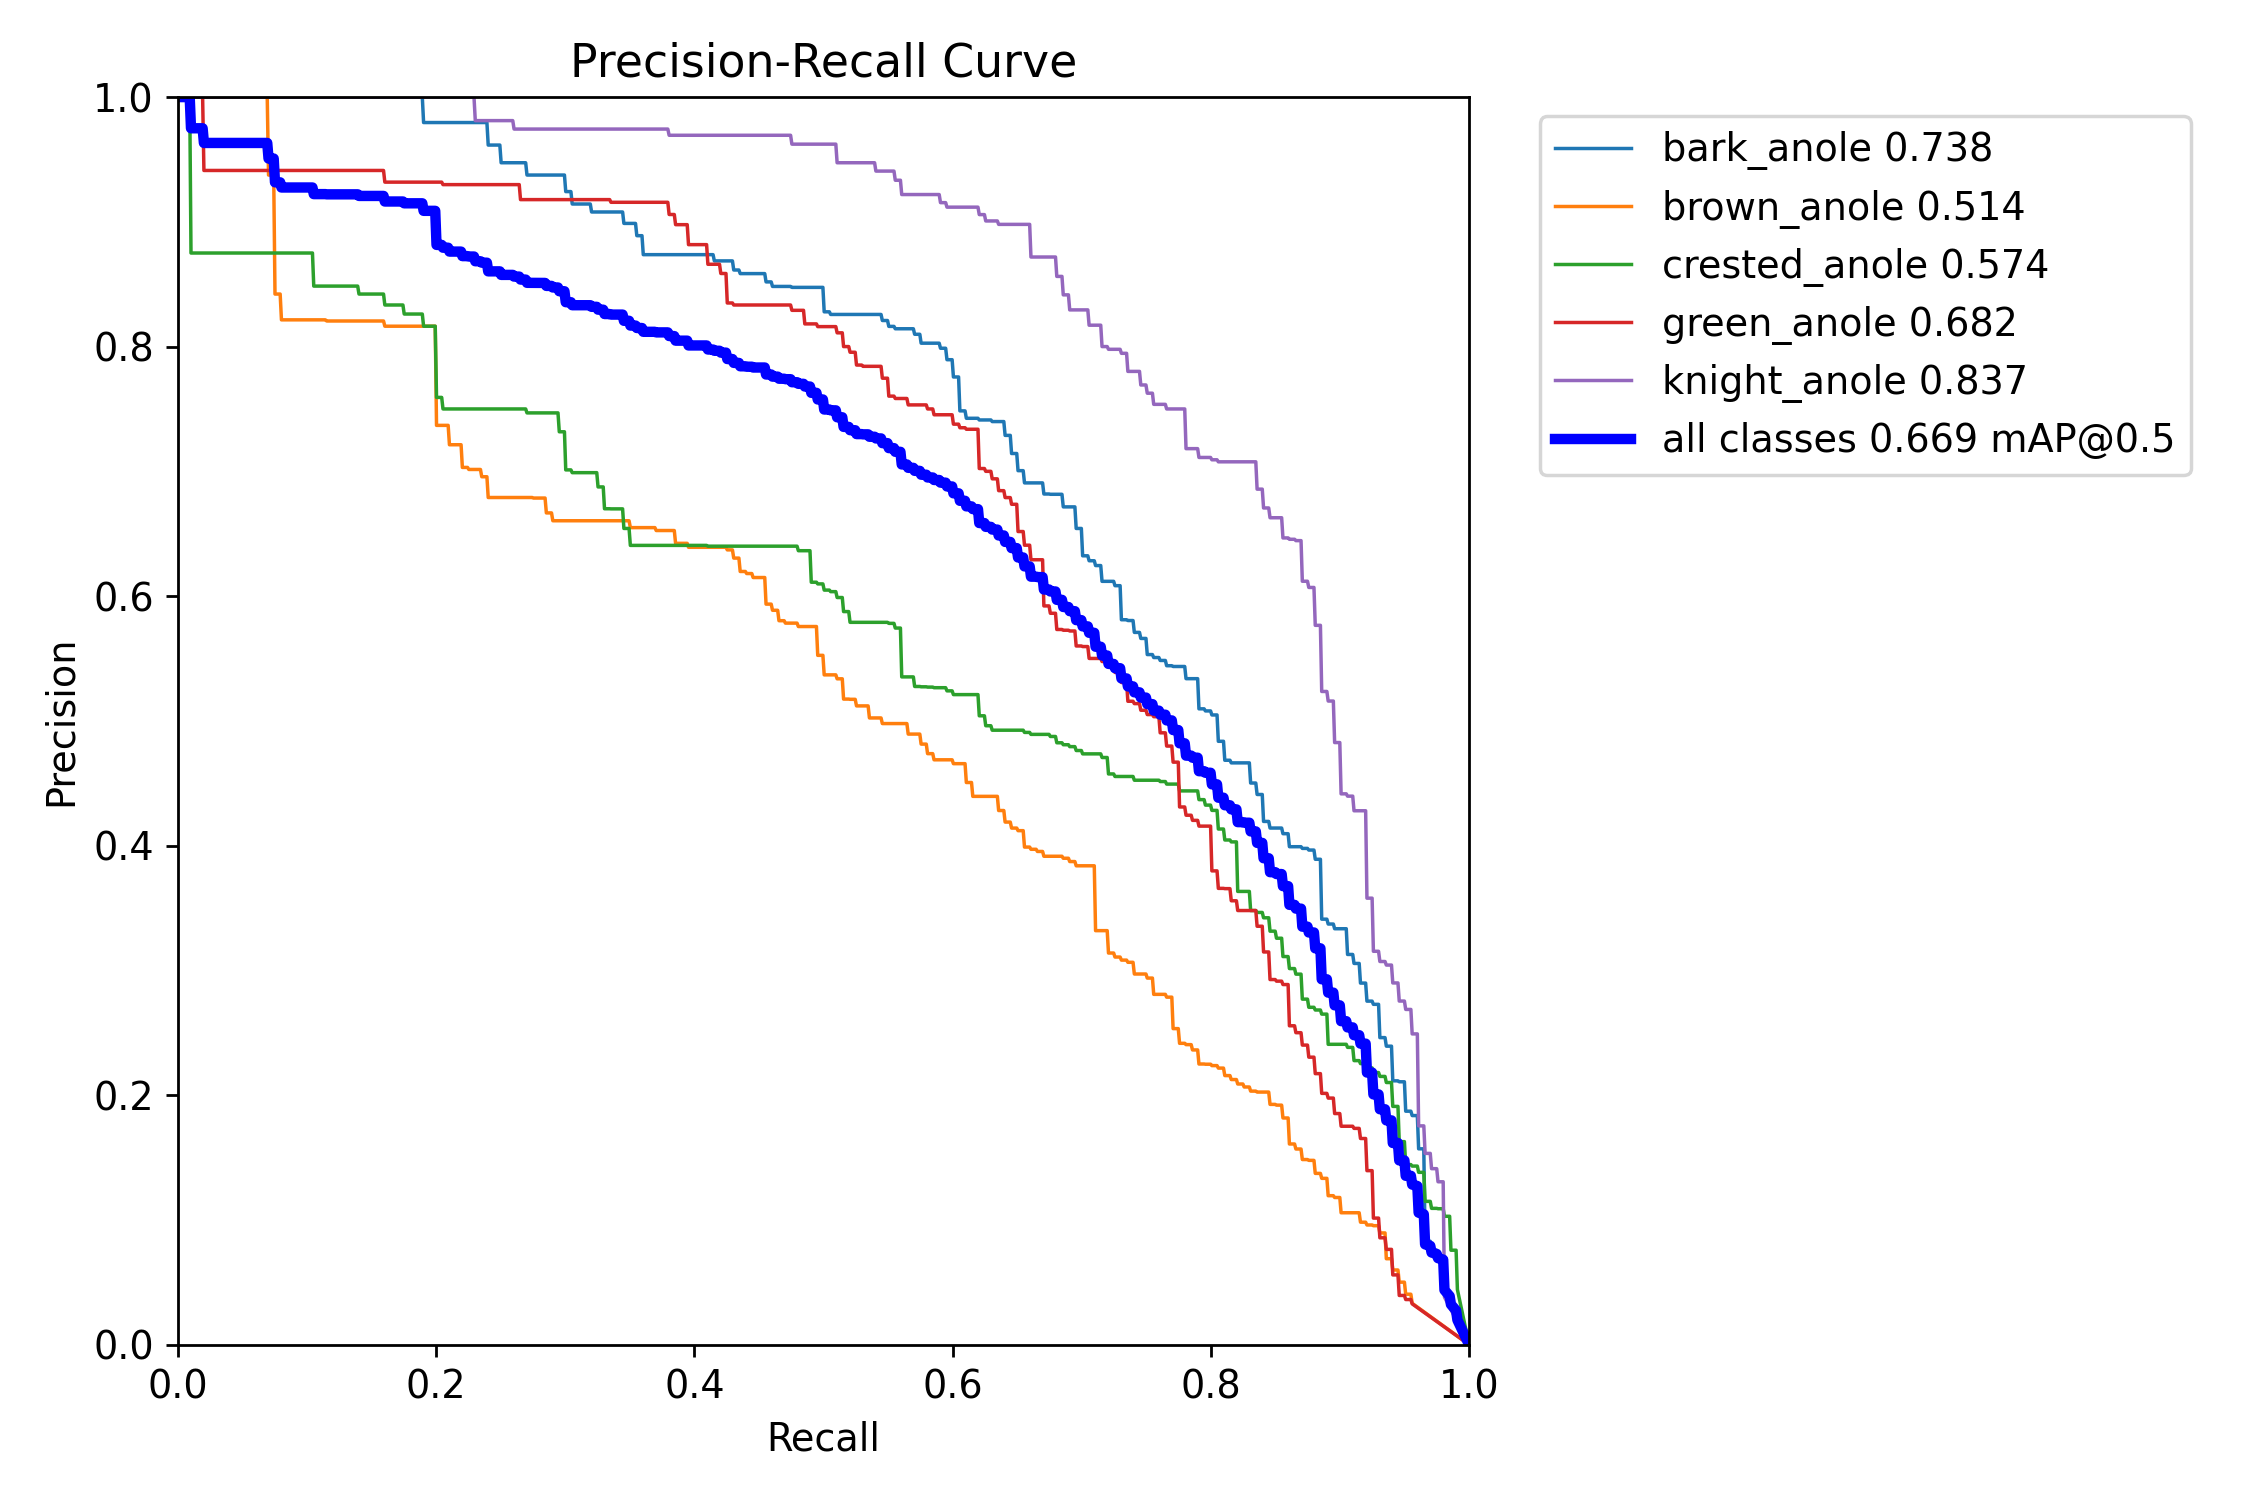 Precision-Recall Curve
1.0
0.8
0.6
0.4
0.2
0.0
Precision
0.0 0.2 0.4 0.6 0.8 1.0
Recall
bark_anole 0.738
brown_anole 0.514
crested_anole 0.574
green_anole 0.682
knight_anole 0.837
all classes 0.669 mAP@0.5